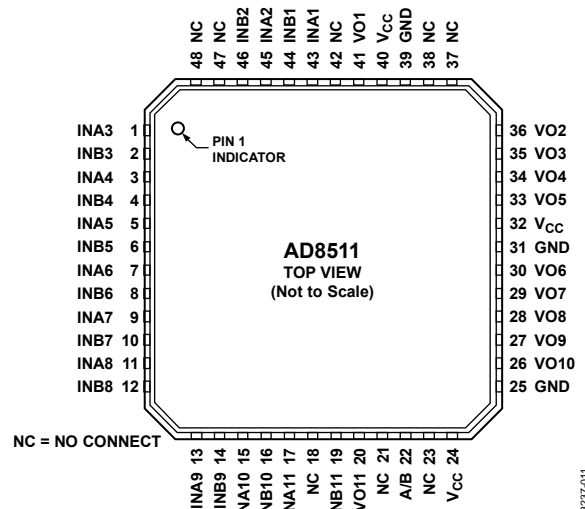 48 NC
47 NC
46 INB2
45 INA2
44 INB1
43 INA1
42 NC
41 VO1
40 VCC
39 GND
38 NC
37 NC
INA3 1
INB3 2
INA4 3
INB4 4
INA5 5
INB5 6
INA6 7
INB6 8
INA7 9
INB7 10
INA8 11
INB8 12
PIN 1
INDICATOR
AD8511
TOP VIEW
(Not to Scale)
36 VO2
35 VO3
34 VO4
33 VO5
32 VCC
31 GND
30 VO6
29 VO7
28 VO8
27 VO9
26 VO10
25 GND
NC = NO CONNECT
INA9 13
INB9 14
NA10 15
NB10 16
NA11 17
NC 18
NB11 19
VO11 20
NC 21
A/B 22
NC 23
VCC 24